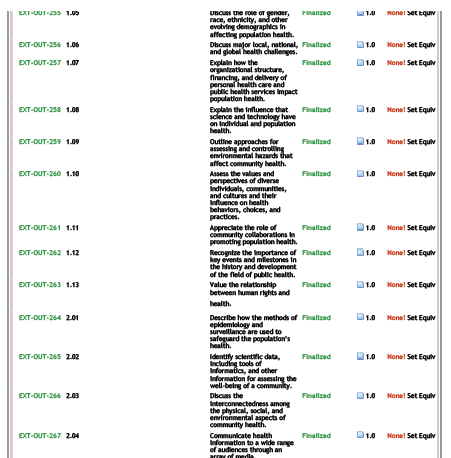 EXT-OUT-255 1.05 Discuss the role of gender, Finalized 1.0 None! Set Equiv
race, ethnicity, and other
evolving demographics in
affecting population health.
EXT-OUT-256 1.06 Discuss major local, national, Finalized 1.0 None! Set Equiv
and global health challenges.
EXT-OUT-257 1.07 Explain how the Finalized 1.0 None! Set Equiv
organizational structure,
financing, and delivery of
personal health care and
public health services impact
population health.
EXT-OUT-258 1.08 Explain the influence that Finalized 1.0 None! Set Equiv
science and technology have
on individual and population
health.
EXT-OUT-259 1.09 Outline approaches for Finalized 1.0 None! Set Equiv
assessing and controlling
environmental hazards that
affect community health.
EXT-OUT-260 1.10 Assess the values and Finalized 1.0 None! Set Equiv
perspectives of diverse
individuals, communities,
and cultures and their
influence on health
behaviors, choices, and
practices.
EXT-OUT-261 1.11 Appreciate the role of Finalized 1.0 None! Set Equiv
community collaborations in
promoting population health.
EXT-OUT-262 1.12 Recognize the importance of Finalized 1.0 None! Set Equiv
key events and milestones in
the history and development
of the field of public health.
EXT-OUT-263 1.13 Value the relationship Finalized 1.0 None! Set Equiv
between human rights and
health.
EXT-OUT-264 2.01 Describe how the methods of Finalized 1.0 None! Set Equiv
epidemiology and
surveillance are used to
safeguard the population's
health.
EXT-OUT-265 2.02 Identify scientific data, Finalized 1.0 None! Set Equiv
including tools of
informatics, and other
information for assessing the
well-being of a community.
EXT-OUT-266 2.03 Discuss the Finalized 1.0 None! Set Equiv
interconnectedness among
the physical, social, and
environmental aspects of
community health.
EXT-OUT-267 2.04 Communicate health Finalized 1.0 None! Set Equiv
information to a wide range
of audiences through an
array of media.